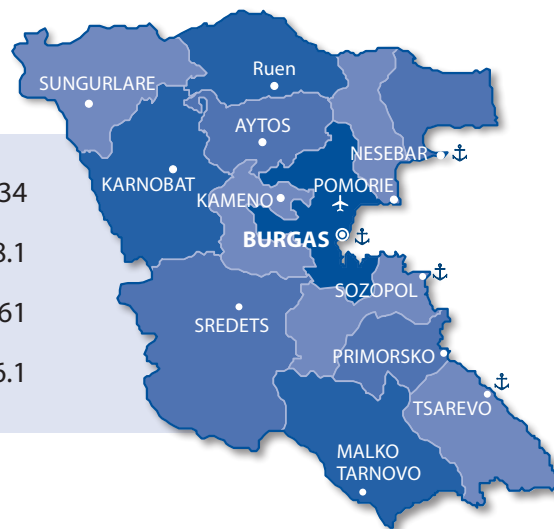 SUNGURLARE
Ruen
AYTOS
NESEBAR
KARNOBAT
POMORIE
34
KAMENO
3.1
BURGAS
61
SOZOPOL
SREDETS
PRIMORSKO
5.1
TSAREVO
MALKO
TARNOVO